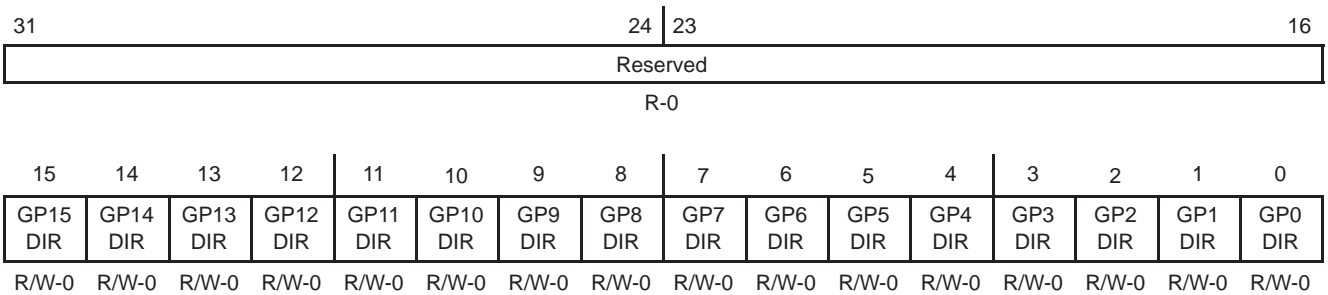 31 24 23 16
Reserved
R-0
15 14 13 12 11 10 9 8 7 6 5 4 3 2 1 0
GP15 GP14 GP13 GP12 GP11 GP10 GP9 GP8 GP7 GP6 GP5 GP4 GP3 GP2 GP1 GP0
DIR DIR DIR DIR DIR DIR DIR DIR DIR DIR DIR DIR DIR DIR DIR DIR
R/W-0 R/W-0 R/W-0 R/W-0 R/W-0 R/W-0 R/W-0 R/W-0 R/W-0 R/W-0 R/W-0 R/W-0 R/W-0 R/W-0 R/W-0 R/W-0